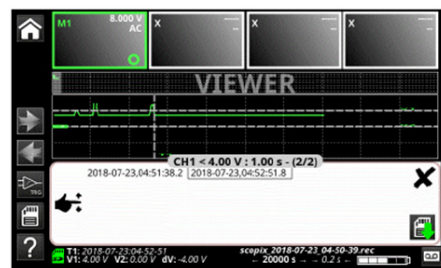 M1 8.000 V
AC
X
X
X
VIEWER
CH1 < 4.00 V : 1.00 s - (2/2)
2018-07-23,04:51:38.2 2018-07-23,04:52:51.8
TRIG
?
T1: 2018-07-23:04-52-51 scopix_2018-07-23_04-50-39.rec
V1: 4.00 V V2: 0.00 V dV: -4.00 V ← 20000 s → → 0.2 s ←